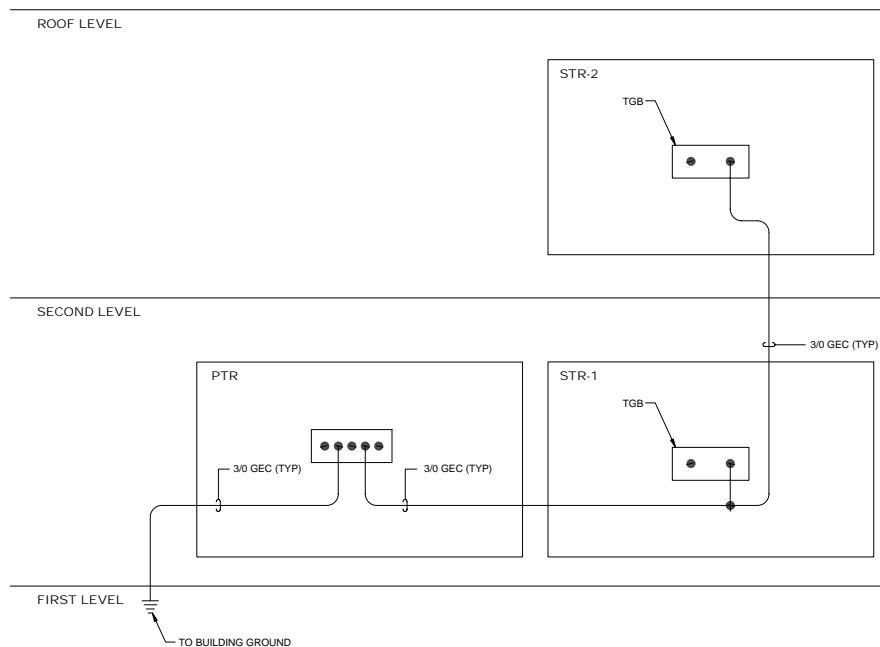 ROOF LEVEL
STR-2
TGB
SECOND LEVEL
3/0 GEC (TYP)
PTR
STR-1
TGB
3/0 GEC (TYP)
3/0 GEC (TYP)
FIRST LEVEL
TO BUILDING GROUND